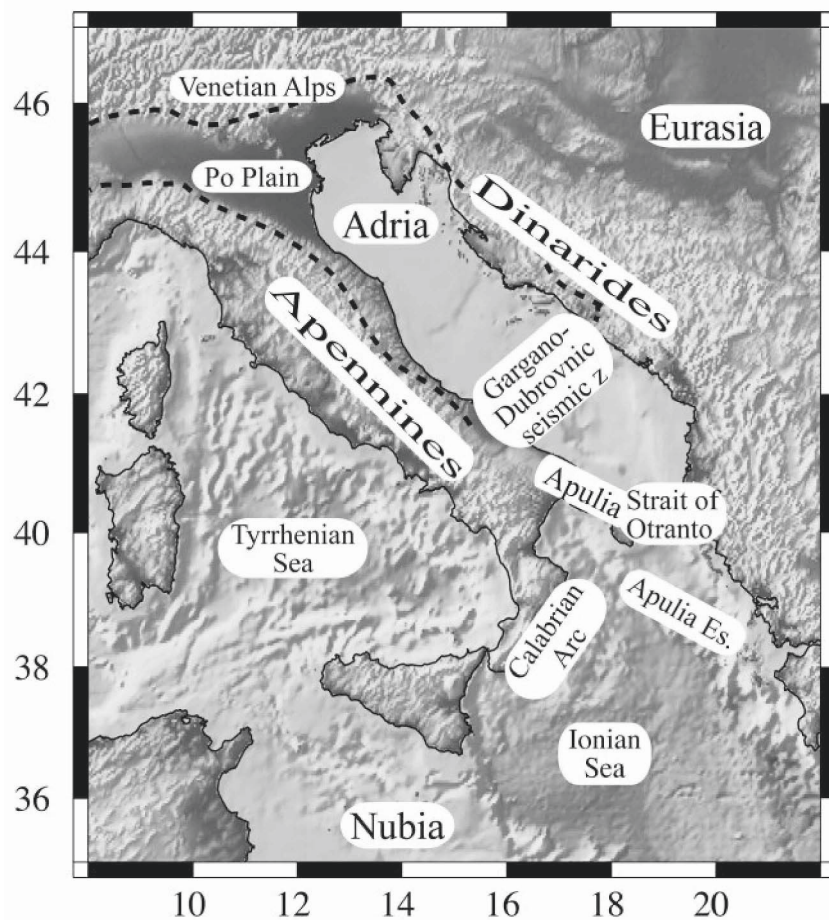 46
44
42
40
38
36
Venetian Alps
Eurasia
Po Plain
Adria
Dinarides
Apennines
Gargano-
Dubrovnic
seismic z
Apulia
Strait of
Otranto
Tyrrhenian
Sea
Apulia Es.
Calabrian
Arc
Ionian
Sea
Nubia
10
12
14
16
18
20